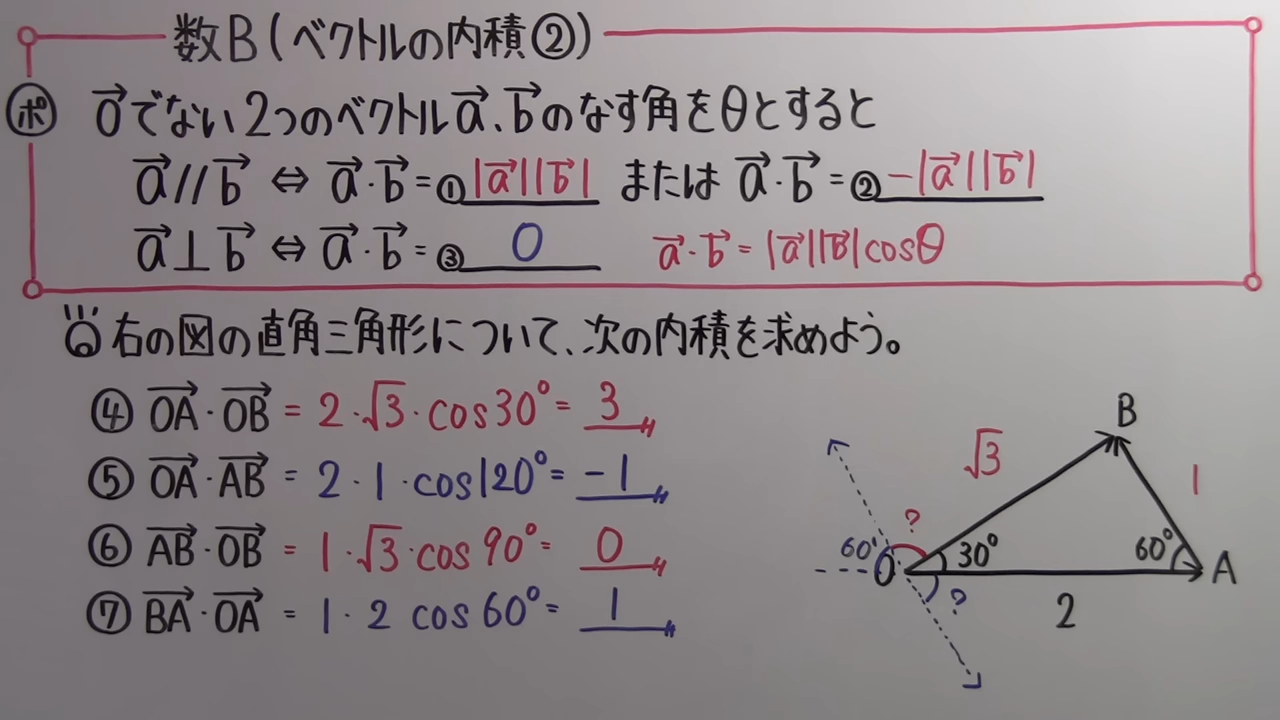 数B(ベクトルの内積②)
ポ 0⃗でない2つのベクトルa⃗、b⃗のなす角をθとすると
a⃗//b⃗ ⇔ a⃗·b⃗=①|a⃗||b⃗| または a⃗·b⃗=②-|a⃗||b⃗|
a⃗⊥b⃗ ⇔ a⃗·b⃗=③ 0 a⃗·b⃗=|a⃗||b⃗|cosθ
右の図の直角三角形について、次の内積を求めよう。
④ OA⃗·OB⃗ = 2·√3·cos30°= 3
⑤ OA⃗·AB⃗ = 2·1·cos120°= -1
⑥ AB⃗·OB⃗ = 1·√3·cos90°= 0
⑦ BA⃗·OA⃗ = 1·2 cos60°= 1
B
√3
1
?
60°
O
30°
60°
A
?
2